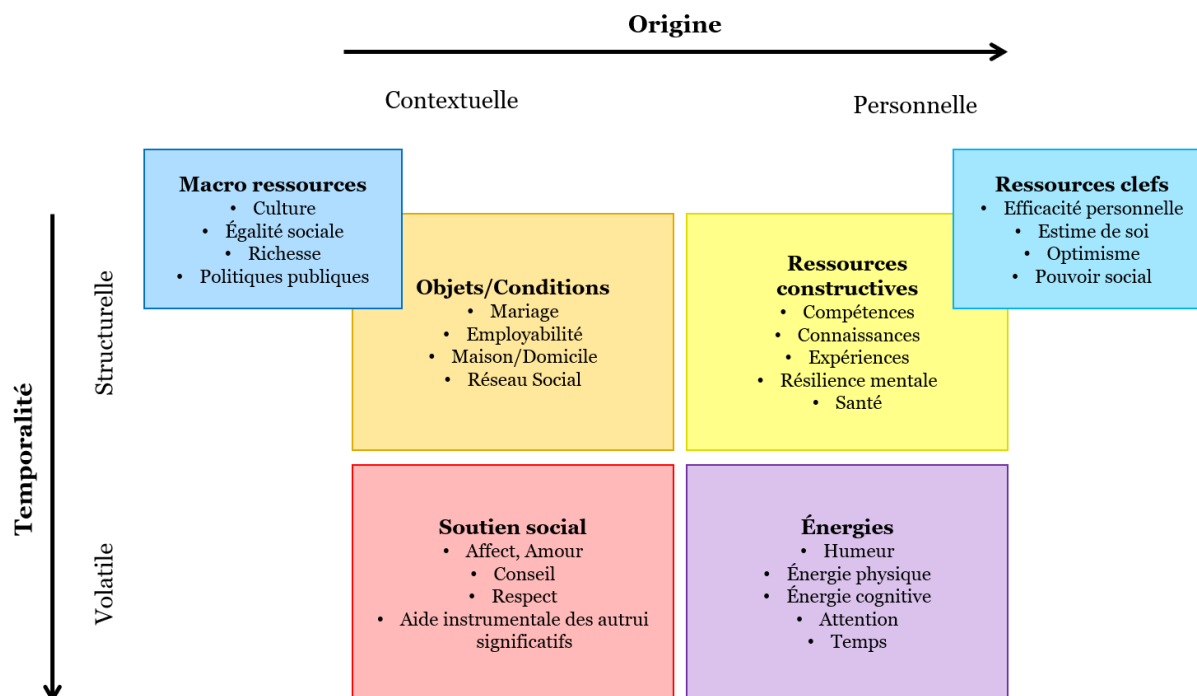 Origine
Contextuelle
Personnelle
Temporalité
Structurelle
Volatile
Macro ressources
• Culture
• Égalité sociale
• Richesse
• Politiques publiques
Objets/Conditions
• Mariage
• Employabilité
• Maison/Domicile
• Réseau Social
Ressources
constructives
• Compétences
• Connaissances
• Expériences
• Résilience mentale
• Santé
Ressources clefs
• Efficacité personnelle
• Estime de soi
• Optimisme
• Pouvoir social
Soutien social
• Affect, Amour
• Conseil
• Respect
• Aide instrumentale des autrui
significatifs
Énergies
• Humeur
• Énergie physique
• Énergie cognitive
• Attention
• Temps